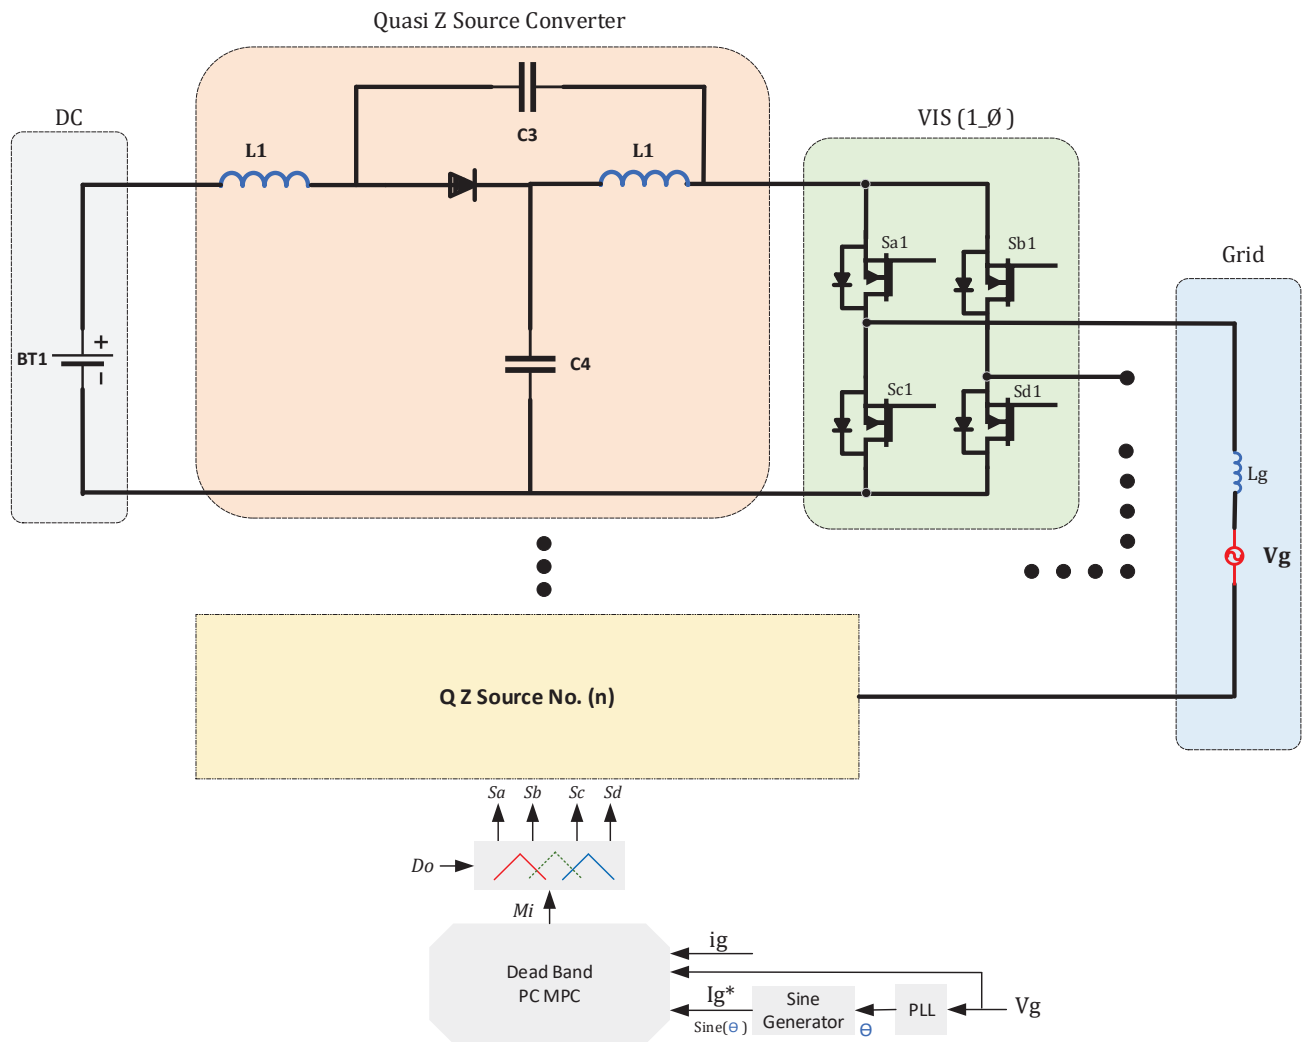 Quasi Z Source Converter
DC
VIS (1_Ø )
C3
L1
L1
Sa1
Sb1
Grid
+
BT1
−
C4
Sc1
Sd1
Lg
Vg
Q Z Source No. (n)
Sa
Sb
Sc
Sd
Do
Mi
ig
Dead Band
PC MPC
Ig*
Sine(Θ)
Sine
Generator
Θ
PLL
Vg